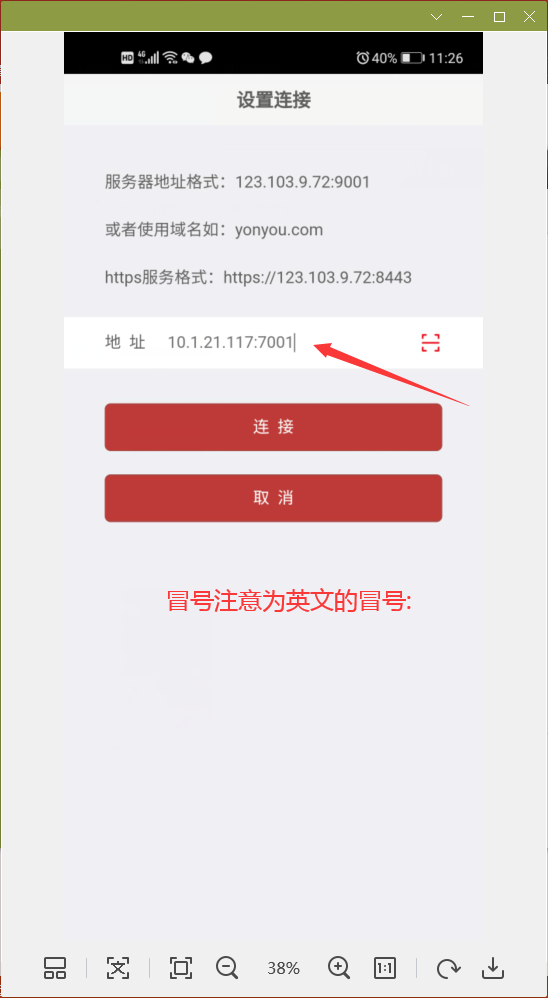 HD 4G 40% 11:26
设置连接
服务器地址格式：123.103.9.72:9001
或者使用域名如：yonyou.com
https服务格式：https://123.103.9.72:8443
地 址 10.1.21.117:7001
连 接
取 消
冒号注意为英文的冒号:
38% 1:1